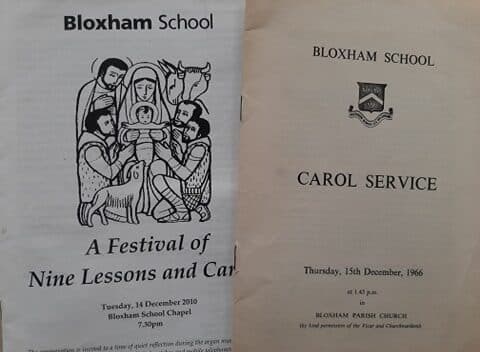 Bloxham School
A Festival of
Nine Lessons and Car
Tuesday, 14 December 2010
Bloxham School Chapel
7.30pm
BLOXHAM SCHOOL
CAROL SERVICE
Thursday, 15th December, 1966
at 1.45 p.m.
in
BLOXHAM PARISH CHURCH
(by kind permission of the Vicar and Churchwardens)